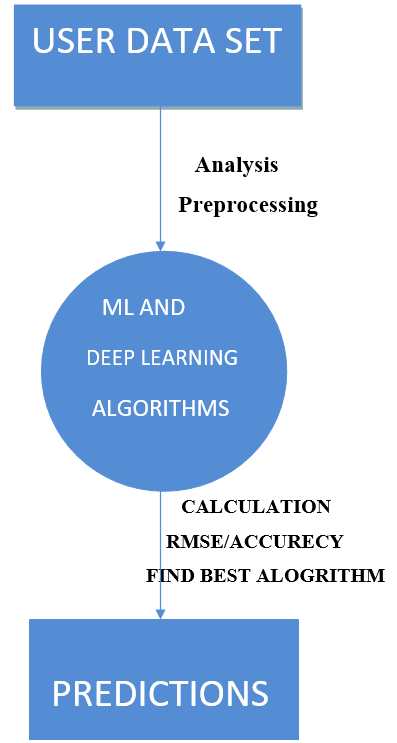 USER DATA SET
Analysis
Preprocessing
ML AND
DEEP LEARNING
ALGORITHMS
CALCULATION
RMSE/ACCURECY
FIND BEST ALOGRITHM
PREDICTIONS